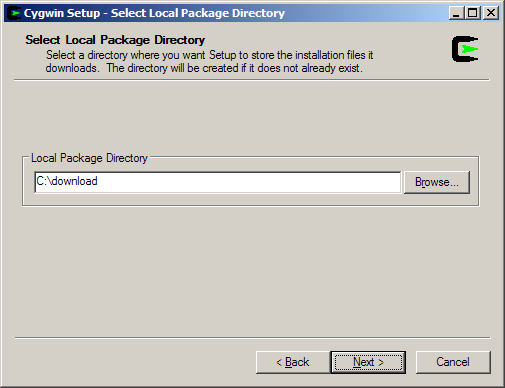 Cygwin Setup - Select Local Package Directory
Select Local Package Directory
Select a directory where you want Setup to store the installation files it
downloads. The directory will be created if it does not already exist.
Local Package Directory
C:\download
Browse...
< Back
Next >
Cancel